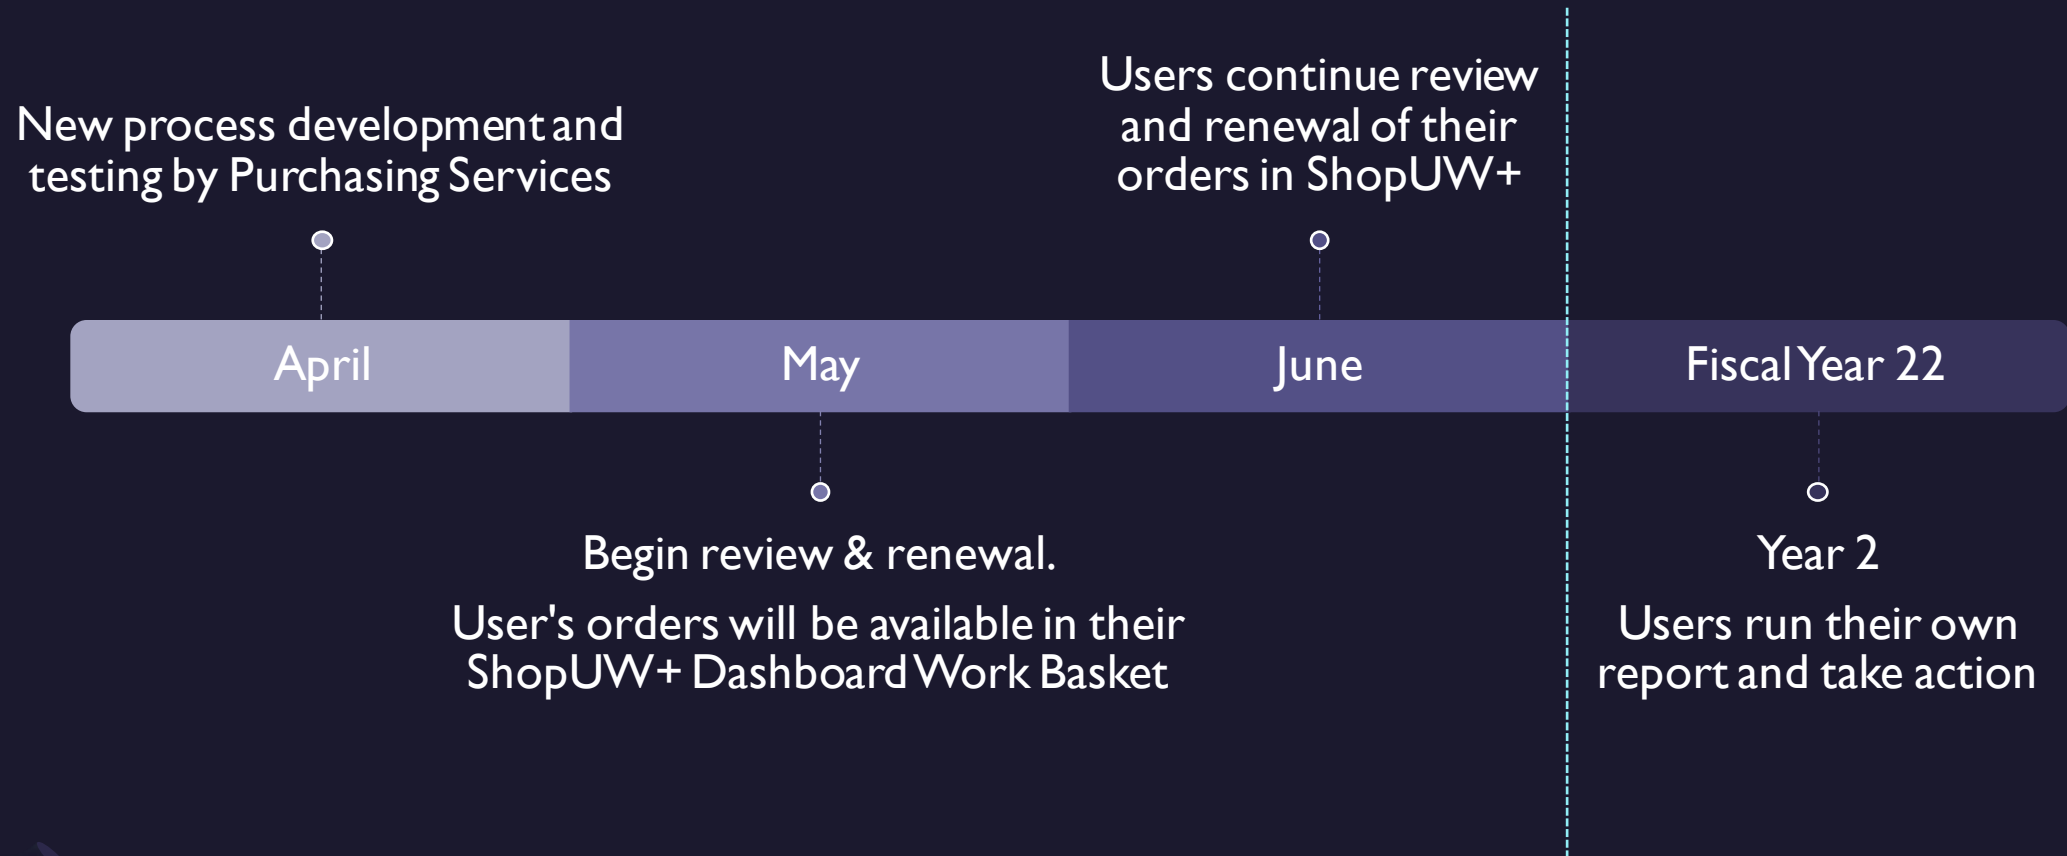 New process development and
testing by Purchasing Services
Users continue review
and renewal of their
orders in ShopUW+
April
May
June
Fiscal Year 22
Begin review & renewal.
User's orders will be available in their
ShopUW+ Dashboard Work Basket
Year 2
Users run their own
report and take action